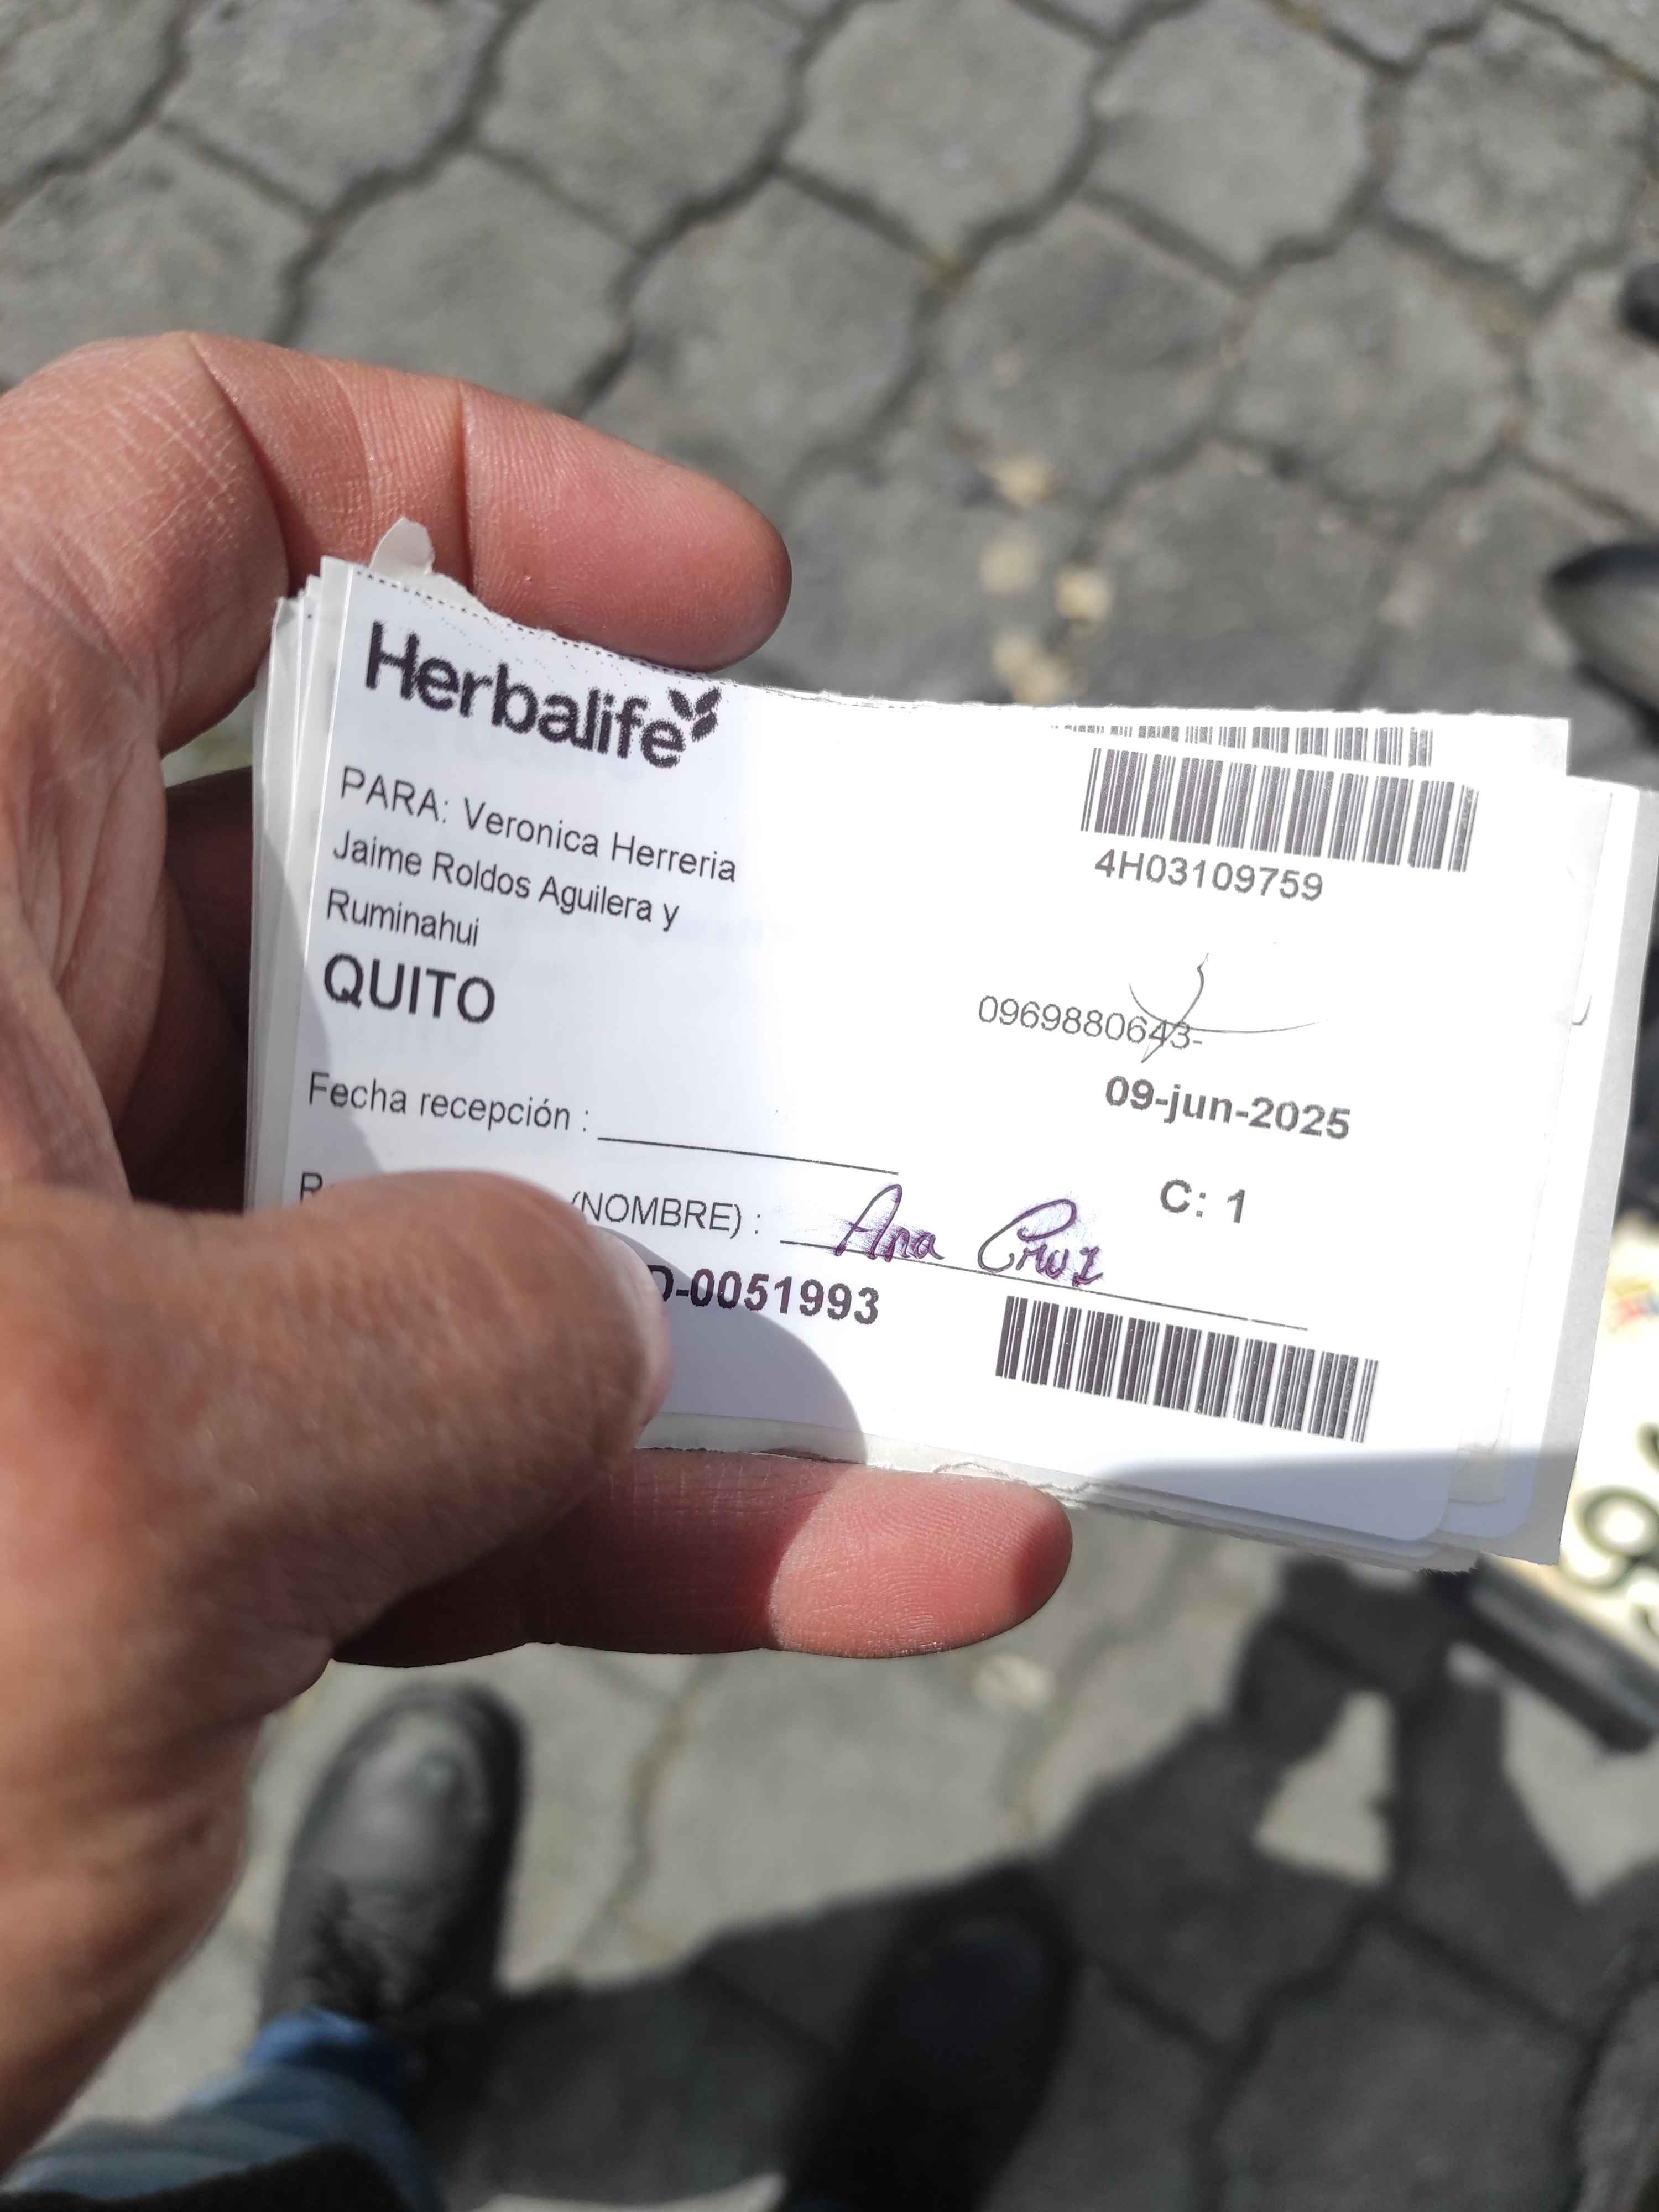 Herbalife
PARA: Veronica Herreria
Jaime Roldos Aguilera y
Ruminahui
QUITO
4H03109759
0969880643-
09-jun-2025
Fecha recepción :
C: 1
(NOMBRE) : Ana Cruz
D-0051993